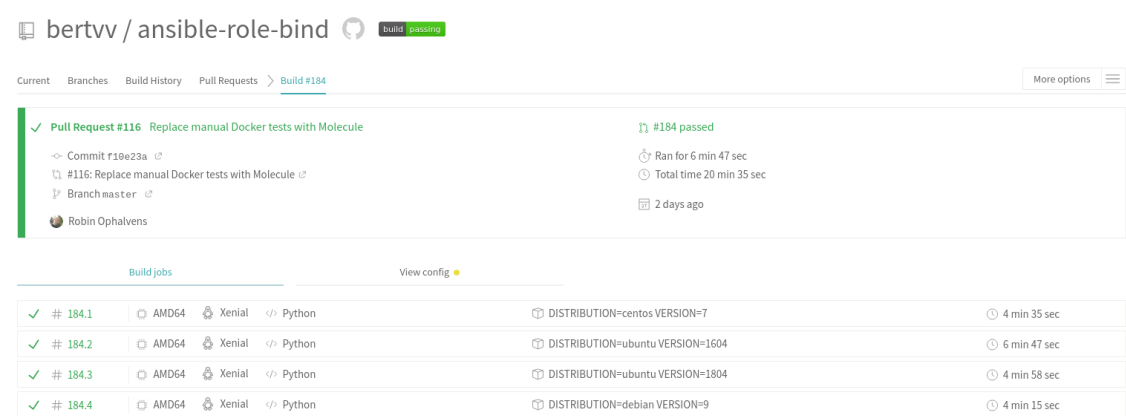 bertvv / ansible-role-bind build passing
Current Branches Build History Pull Requests Build #184 More options
Pull Request #116 Replace manual Docker tests with Molecule #184 passed
Commit f10e23a Ran for 6 min 47 sec
#116: Replace manual Docker tests with Molecule Total time 20 min 35 sec
Branch master
2 days ago
Robin Ophalvens
Build jobs View config
# 184.1 AMD64 Xenial </> Python DISTRIBUTION=centos VERSION=7 4 min 35 sec
# 184.2 AMD64 Xenial </> Python DISTRIBUTION=ubuntu VERSION=1604 6 min 47 sec
# 184.3 AMD64 Xenial </> Python DISTRIBUTION=ubuntu VERSION=1804 4 min 58 sec
# 184.4 AMD64 Xenial </> Python DISTRIBUTION=debian VERSION=9 4 min 15 sec